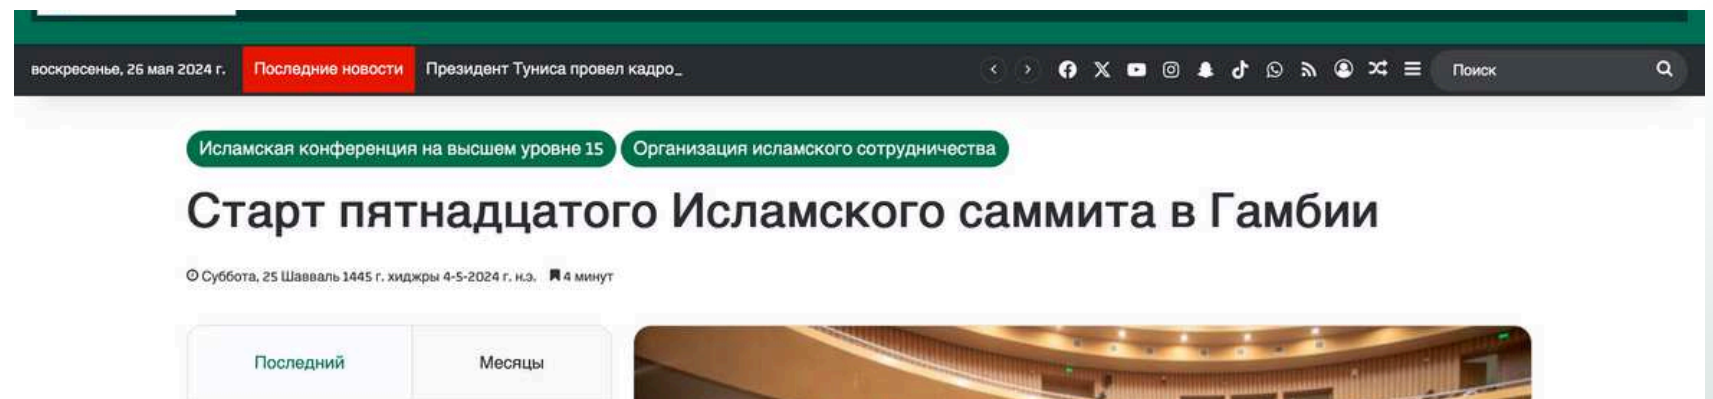 воскресенье, 26 мая 2024 г. Последние новости Президент Туниса провел кадро_ Поиск
Исламская конференция на высшем уровне 15 Организация исламского сотрудничества
Старт пятнадцатого Исламского саммита в Гамбии
Суббота, 25 Шавваль 1445 г. хиджры 4-5-2024 г. н.э. 4 минут
Последний Месяцы